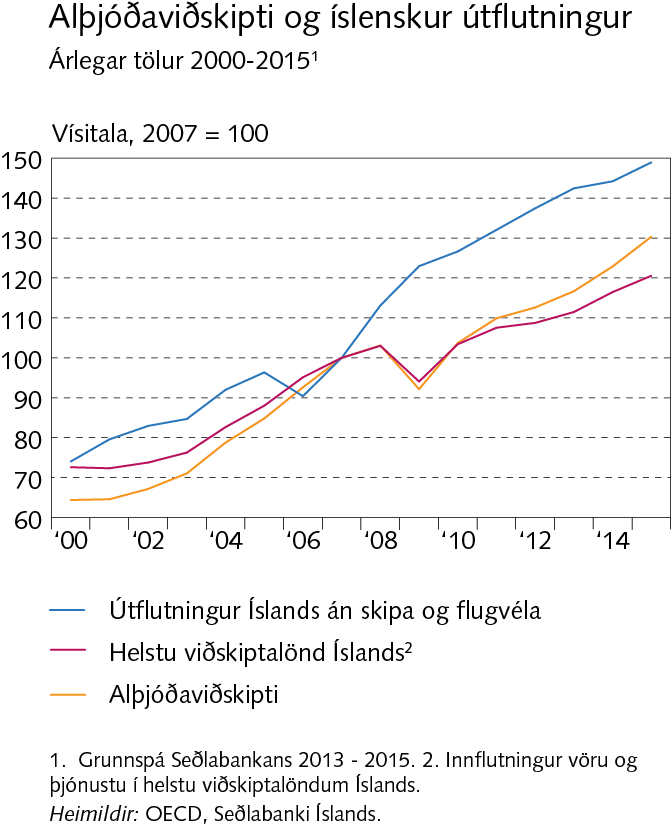 Alþjóðaviðskipti og íslenskur útflutningur
Árlegar tölur 2000-2015¹
Vísitala, 2007 = 100
150
140
130
120
110
100
90
80
70
60
‘00 ‘02 ‘04 ‘06 ‘08 ‘10 ‘12 ‘14
Útflutningur Íslands án skipa og flugvéla
Helstu viðskiptalönd Íslands²
Alþjóðaviðskipti
1. Grunnspá Seðlabankans 2013 - 2015. 2. Innflutningur vöru og
þjónustu í helstu viðskiptalöndum Íslands.
Heimildir: OECD, Seðlabanki Íslands.